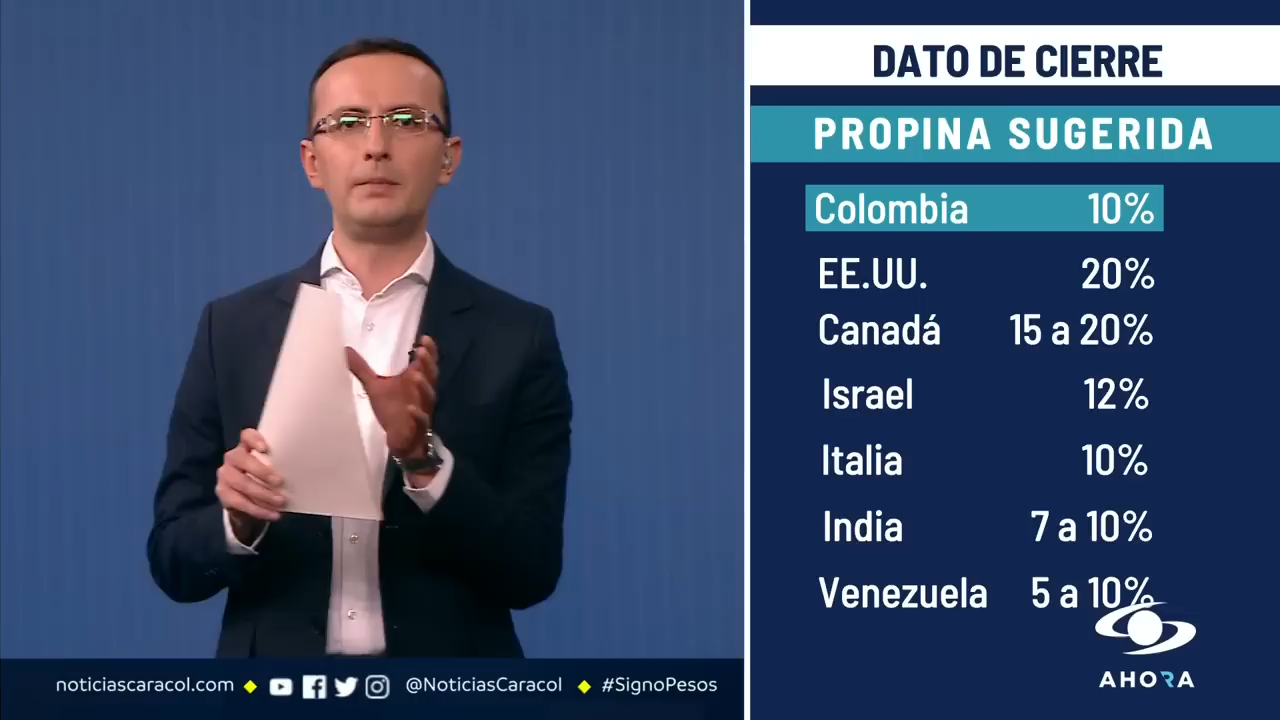 DATO DE CIERRE
PROPINA SUGERIDA
Colombia 10%
EE.UU. 20%
Canadá 15 a 20%
Israel 12%
Italia 10%
India 7 a 10%
Venezuela 5 a 10%
AHORA
noticiascaracol.com @NoticiasCaracol #SignoPesos